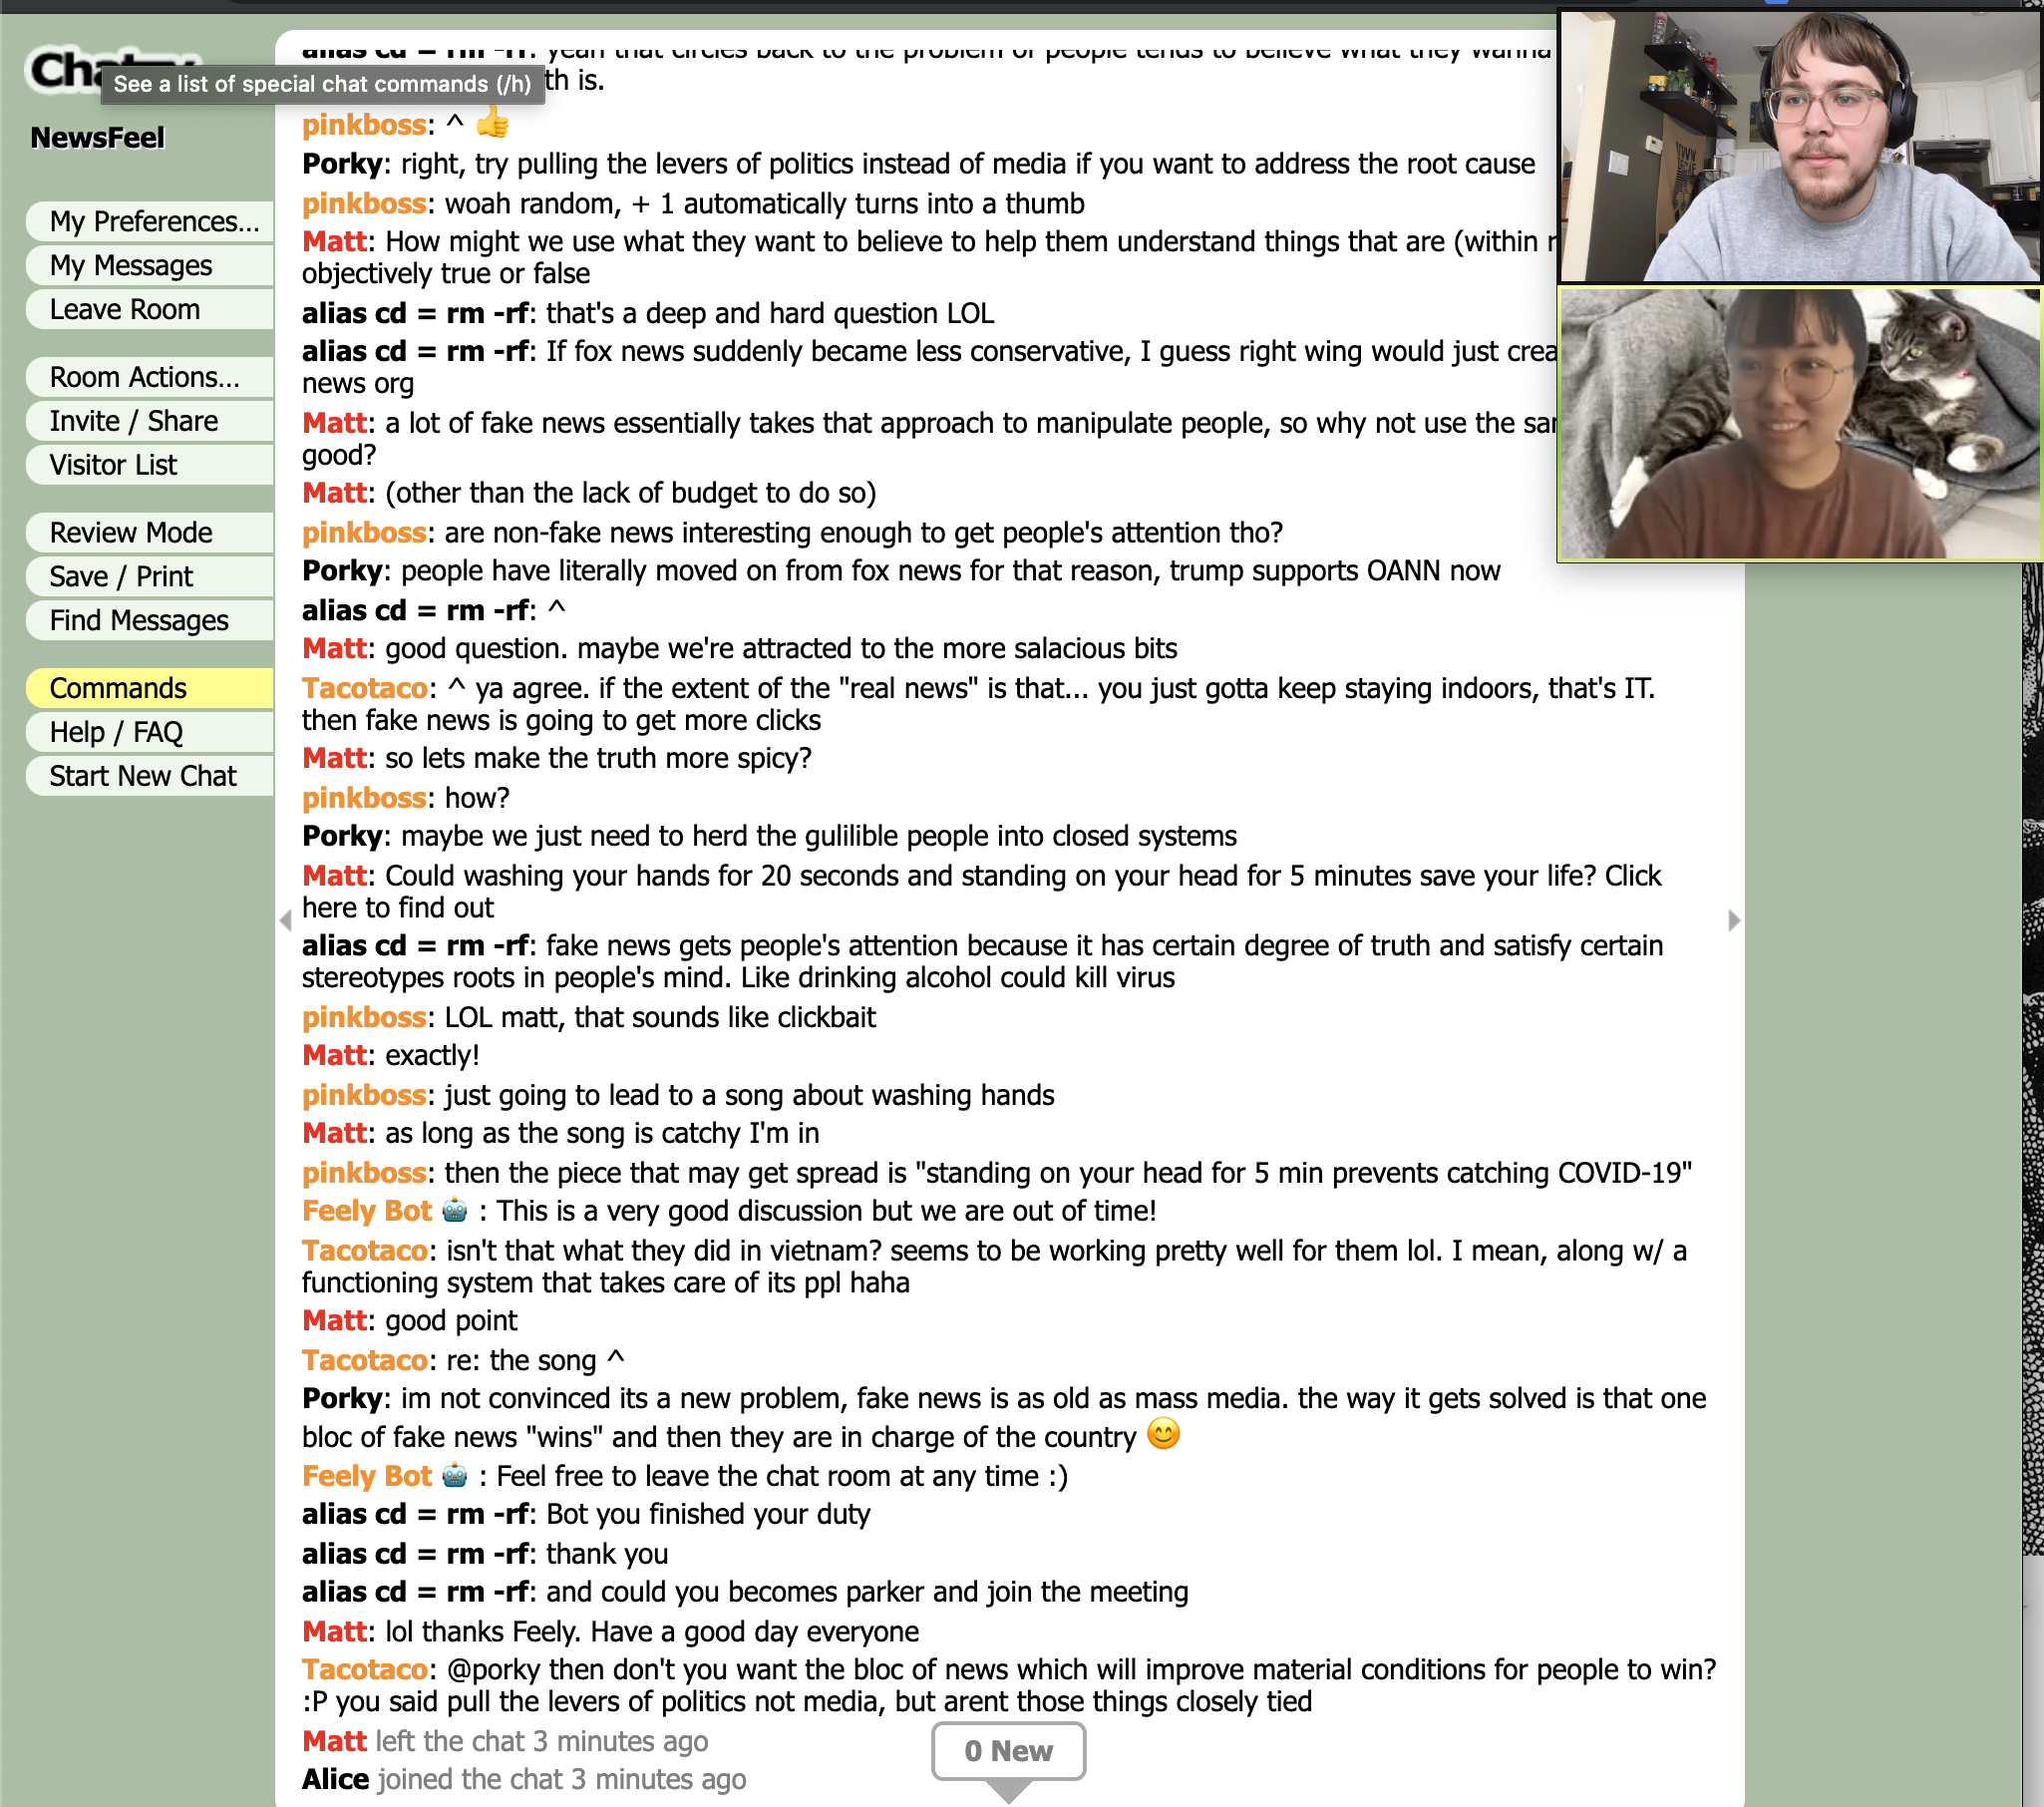 Cha
See a list of special chat commands (/h)
NewsFeel
My Preferences...
My Messages
Leave Room
Room Actions...
Invite / Share
Visitor List
Review Mode
Save / Print
Find Messages
Commands
Help / FAQ
Start New Chat
alias cd = rm -rf: yeah that circles back to the problem of people tends to believe what they wanna
th is.
pinkboss: ^ 👍
Porky: right, try pulling the levers of politics instead of media if you want to address the root cause
pinkboss: woah random, + 1 automatically turns into a thumb
Matt: How might we use what they want to believe to help them understand things that are (within
objectively true or false
alias cd = rm -rf: that's a deep and hard question LOL
alias cd = rm -rf: If fox news suddenly became less conservative, I guess right wing would just crea
news org
Matt: a lot of fake news essentially takes that approach to manipulate people, so why not use the sa
good?
Matt: (other than the lack of budget to do so)
pinkboss: are non-fake news interesting enough to get people's attention tho?
Porky: people have literally moved on from fox news for that reason, trump supports OANN now
alias cd = rm -rf: ^
Matt: good question. maybe we're attracted to the more salacious bits
Tacotaco: ^ ya agree. if the extent of the "real news" is that... you just gotta keep staying indoors, that's IT.
then fake news is going to get more clicks
Matt: so lets make the truth more spicy?
pinkboss: how?
Porky: maybe we just need to herd the gulilible people into closed systems
Matt: Could washing your hands for 20 seconds and standing on your head for 5 minutes save your life? Click
here to find out
alias cd = rm -rf: fake news gets people's attention because it has certain degree of truth and satisfy certain
stereotypes roots in people's mind. Like drinking alcohol could kill virus
pinkboss: LOL matt, that sounds like clickbait
Matt: exactly!
pinkboss: just going to lead to a song about washing hands
Matt: as long as the song is catchy I'm in
pinkboss: then the piece that may get spread is "standing on your head for 5 min prevents catching COVID-19"
Feely Bot 🤖 : This is a very good discussion but we are out of time!
Tacotaco: isn't that what they did in vietnam? seems to be working pretty well for them lol. I mean, along w/ a
functioning system that takes care of its ppl haha
Matt: good point
Tacotaco: re: the song ^
Porky: im not convinced its a new problem, fake news is as old as mass media. the way it gets solved is that one
bloc of fake news "wins" and then they are in charge of the country 😊
Feely Bot 🤖 : Feel free to leave the chat room at any time :)
alias cd = rm -rf: Bot you finished your duty
alias cd = rm -rf: thank you
alias cd = rm -rf: and could you becomes parker and join the meeting
Matt: lol thanks Feely. Have a good day everyone
Tacotaco: @porky then don't you want the bloc of news which will improve material conditions for people to win?
:P you said pull the levers of politics not media, but arent those things closely tied
Matt left the chat 3 minutes ago
Alice joined the chat 3 minutes ago
0 New